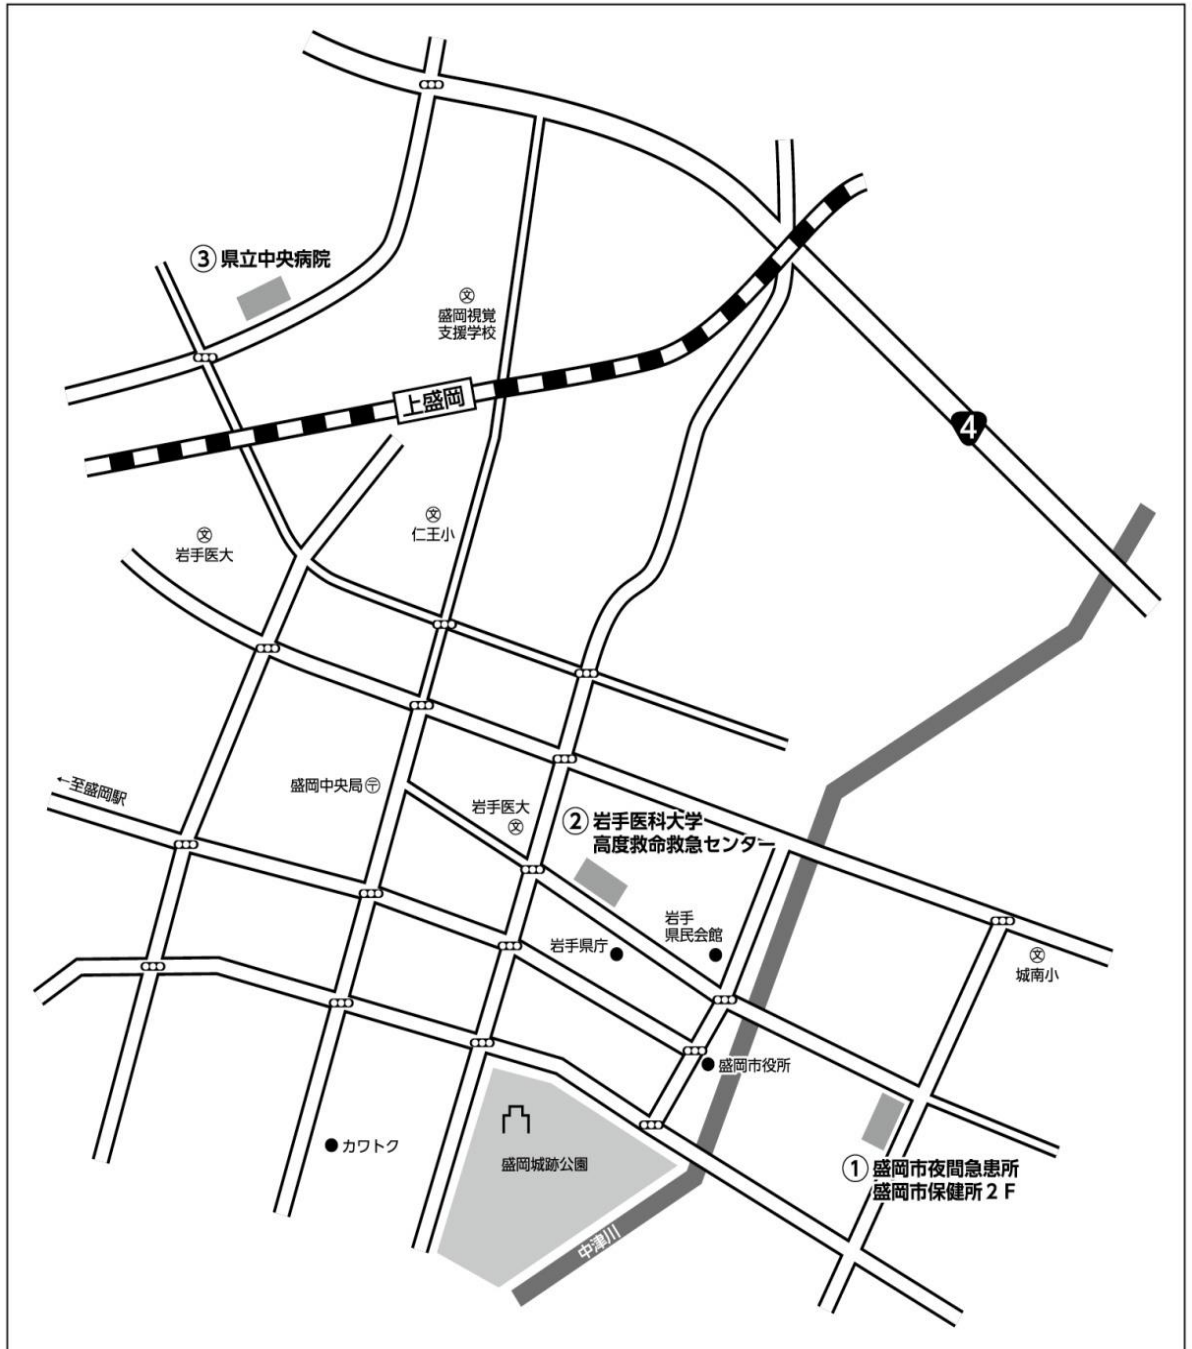 ③ 県立中央病院
㊫
盛岡視覚
支援学校
上盛岡
4
㊫
仁王小
㊫
岩手医大
←至盛岡駅
盛岡中央局〶
岩手医大
㊫
② 岩手医科大学
高度救命救急センター
岩手
県民会館
岩手県庁
㊫
城南小
盛岡市役所
カワトク
盛岡城跡公園
① 盛岡市夜間急患所
盛岡市保健所2F
中津川